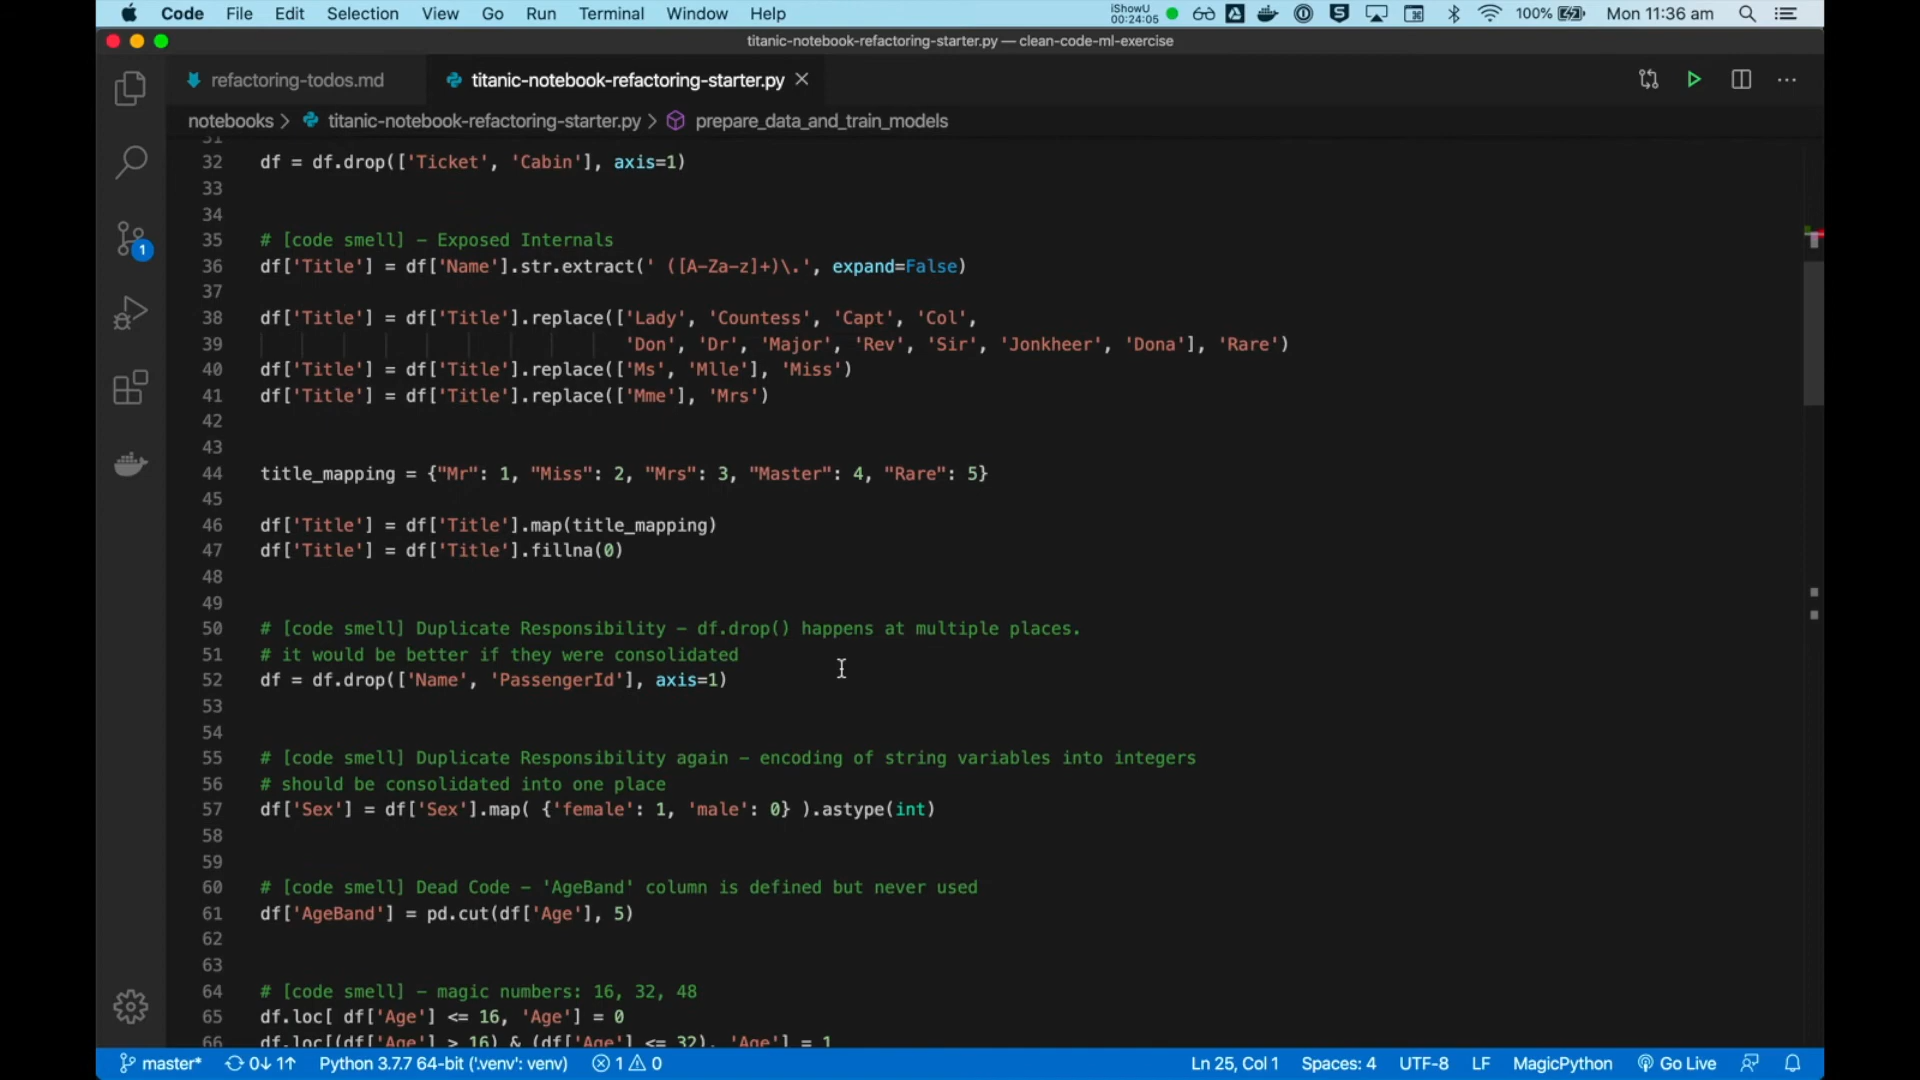 Code File Edit Selection View Go Run Terminal Window Help iShowU 00:24:05 100% Mon 11:36 am
titanic-notebook-refactoring-starter.py — clean-code-ml-exercise
refactoring-todos.md titanic-notebook-refactoring-starter.py
notebooks > titanic-notebook-refactoring-starter.py > prepare_data_and_train_models
31
32 df = df.drop(['Ticket', 'Cabin'], axis=1)
33
34
35 # [code smell] – Exposed Internals
36 df['Title'] = df['Name'].str.extract(' ([A-Za-z]+)\.', expand=False)
37
38 df['Title'] = df['Title'].replace(['Lady', 'Countess', 'Capt', 'Col',
39 'Don', 'Dr', 'Major', 'Rev', 'Sir', 'Jonkheer', 'Dona'], 'Rare')
40 df['Title'] = df['Title'].replace(['Ms', 'Mlle'], 'Miss')
41 df['Title'] = df['Title'].replace(['Mme'], 'Mrs')
42
43
44 title_mapping = {"Mr": 1, "Miss": 2, "Mrs": 3, "Master": 4, "Rare": 5}
45
46 df['Title'] = df['Title'].map(title_mapping)
47 df['Title'] = df['Title'].fillna(0)
48
49
50 # [code smell] Duplicate Responsibility – df.drop() happens at multiple places.
51 # it would be better if they were consolidated
52 df = df.drop(['Name', 'PassengerId'], axis=1)
53
54
55 # [code smell] Duplicate Responsibility again – encoding of string variables into integers
56 # should be consolidated into one place
57 df['Sex'] = df['Sex'].map( {'female': 1, 'male': 0} ).astype(int)
58
59
60 # [code smell] Dead Code – 'AgeBand' column is defined but never used
61 df['AgeBand'] = pd.cut(df['Age'], 5)
62
63
64 # [code smell] – magic numbers: 16, 32, 48
65 df.loc[ df['Age'] <= 16, 'Age'] = 0
66 df.loc[(df['Age'] > 16) & (df['Age'] <= 32), 'Age'] = 1
1
master* 0↓ 1↑ Python 3.7.7 64-bit ('.venv': venv) 1 0 Ln 25, Col 1 Spaces: 4 UTF-8 LF MagicPython Go Live